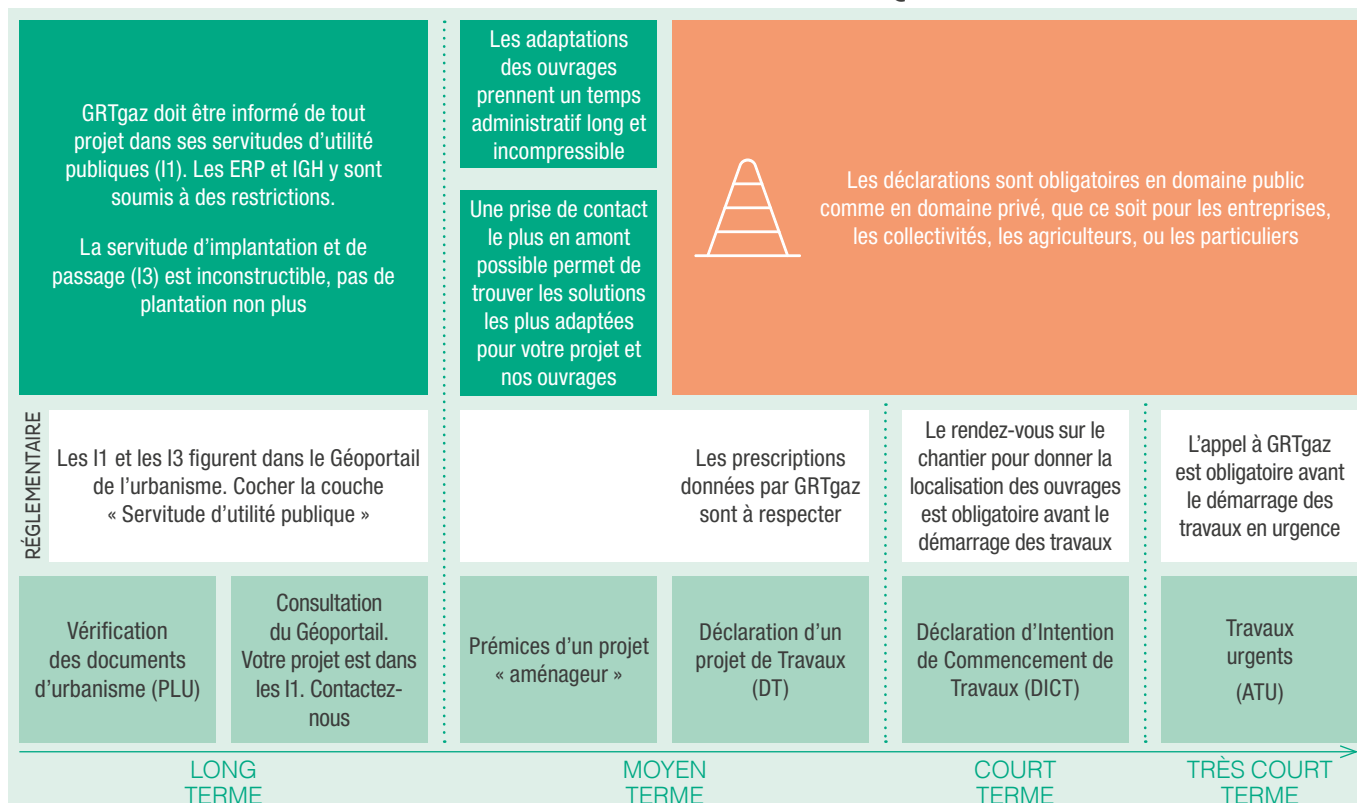 GRTgaz doit être informé de tout
projet dans ses servitudes d'utilité
publiques (I1). Les ERP et IGH y sont
soumis à des restrictions.
La servitude d'implantation et de
passage (I3) est inconstructible, pas de
plantation non plus
Les adaptations
des ouvrages
prennent un temps
administratif long et
incompressible
Une prise de contact
le plus en amont
possible permet de
trouver les solutions
les plus adaptées
pour votre projet et
nos ouvrages
Les déclarations sont obligatoires en domaine public
comme en domaine privé, que ce soit pour les entreprises,
les collectivités, les agriculteurs, ou les particuliers
RÉGLEMENTAIRE
Les I1 et les I3 figurent dans le Géoportail
de l'urbanisme. Cocher la couche
« Servitude d'utilité publique »
Les prescriptions
données par GRTgaz
sont à respecter
Le rendez-vous sur le
chantier pour donner la
localisation des ouvrages
est obligatoire avant le
démarrage des travaux
L'appel à GRTgaz
est obligatoire avant
le démarrage des
travaux en urgence
Vérification
des documents
d'urbanisme (PLU)
Consultation
du Géoportail.
Votre projet est dans
les I1. Contactez-
nous
Prémices d'un projet
« aménageur »
Déclaration d'un
projet de Travaux
(DT)
Déclaration d'Intention
de Commencement de
Travaux (DICT)
Travaux
urgents
(ATU)
LONG
TERME
MOYEN
TERME
COURT
TERME
TRÈS COURT
TERME